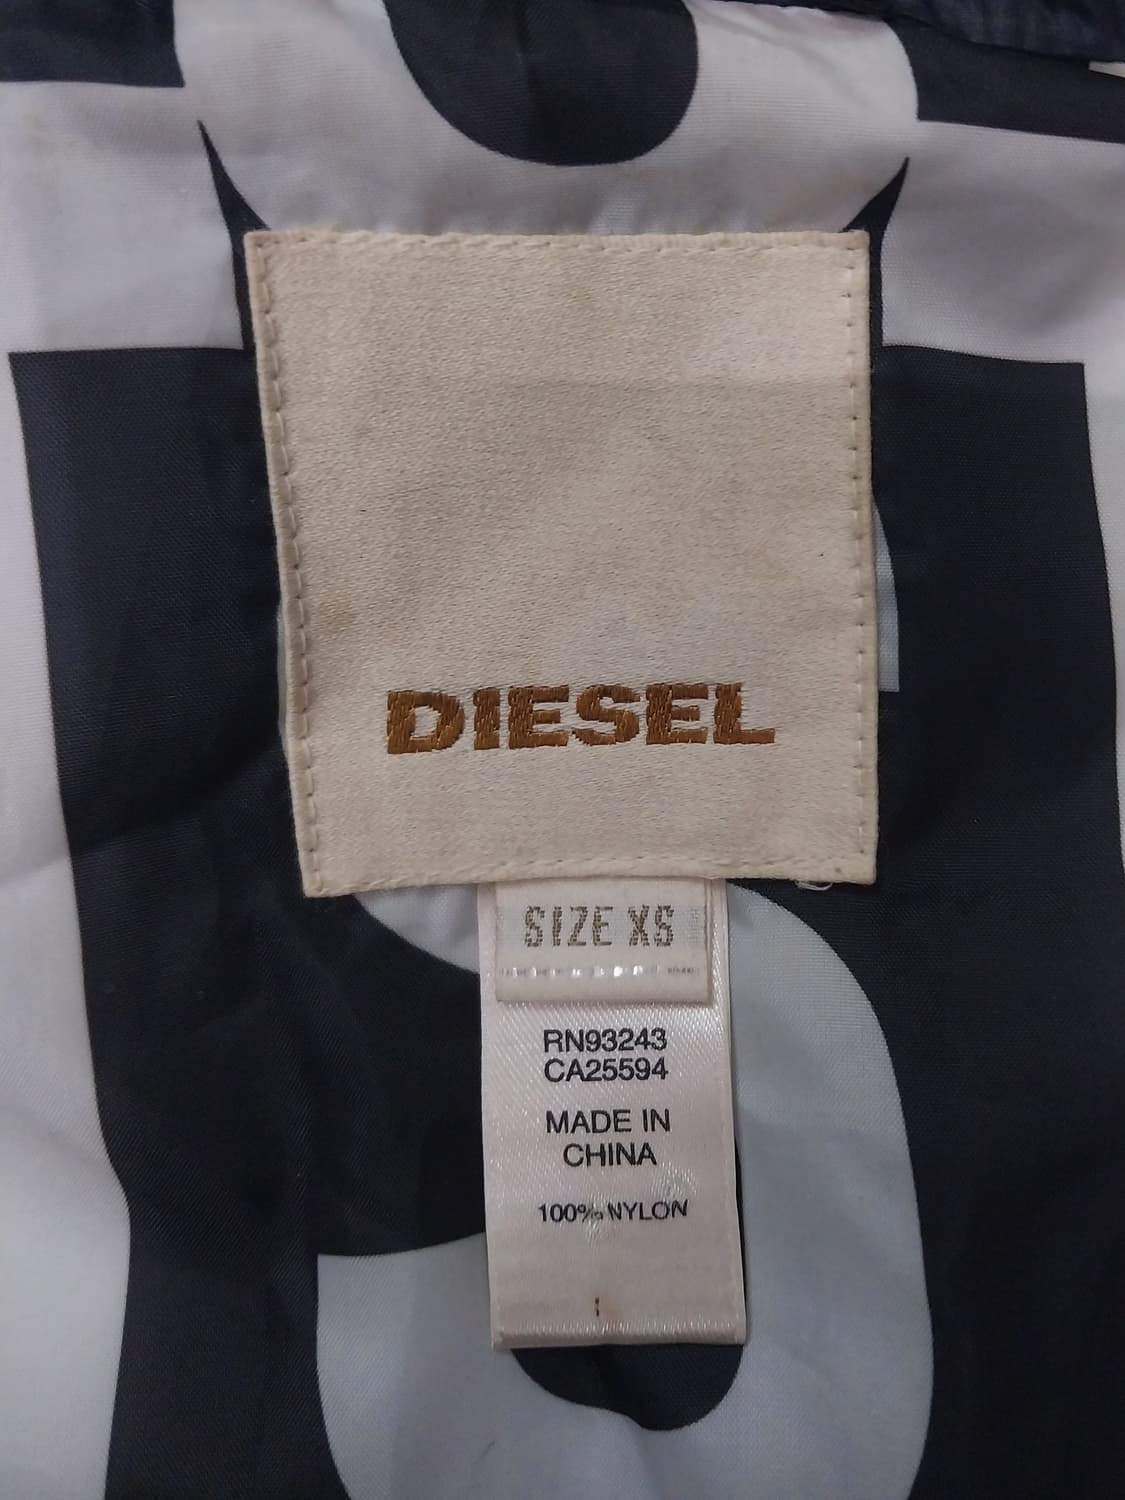 DIESEL
SIZE XS
RN93243
CA25594
MADE IN
CHINA
100% NYLON